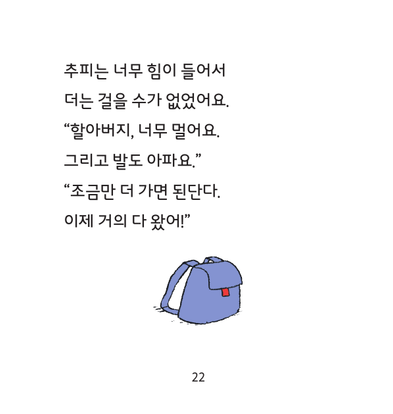 추피는 너무 힘이 들어서
더는 걸을 수가 없었어요.
“할아버지, 너무 멀어요.
그리고 발도 아파요.”
“조금만 더 가면 된단다.
이제 거의 다 왔어!”
22